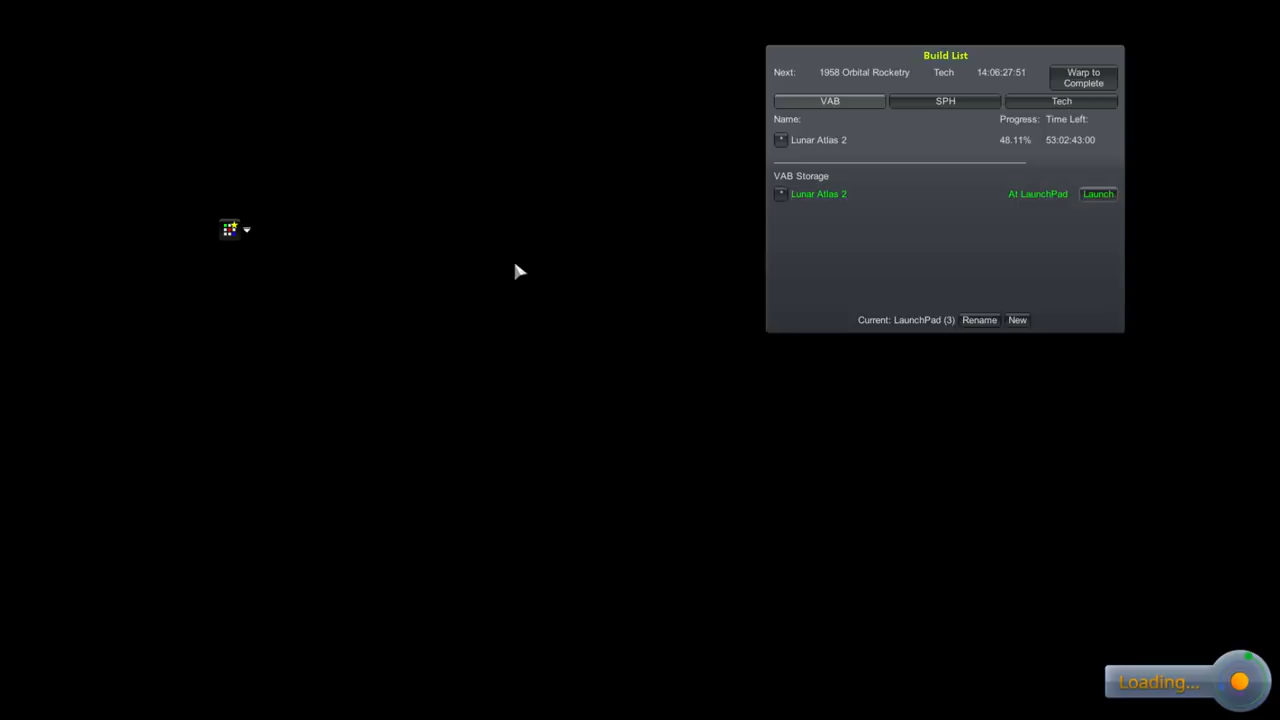 Build List
Next: 1958 Orbital Rocketry Tech 14:06:27:51 Warp to Complete
VAB SPH Tech
Name: Progress: Time Left:
* Lunar Atlas 2 48.11% 53:02:43:00
VAB Storage
* Lunar Atlas 2 At LaunchPad Launch
Current: LaunchPad (3) Rename New
Loading...